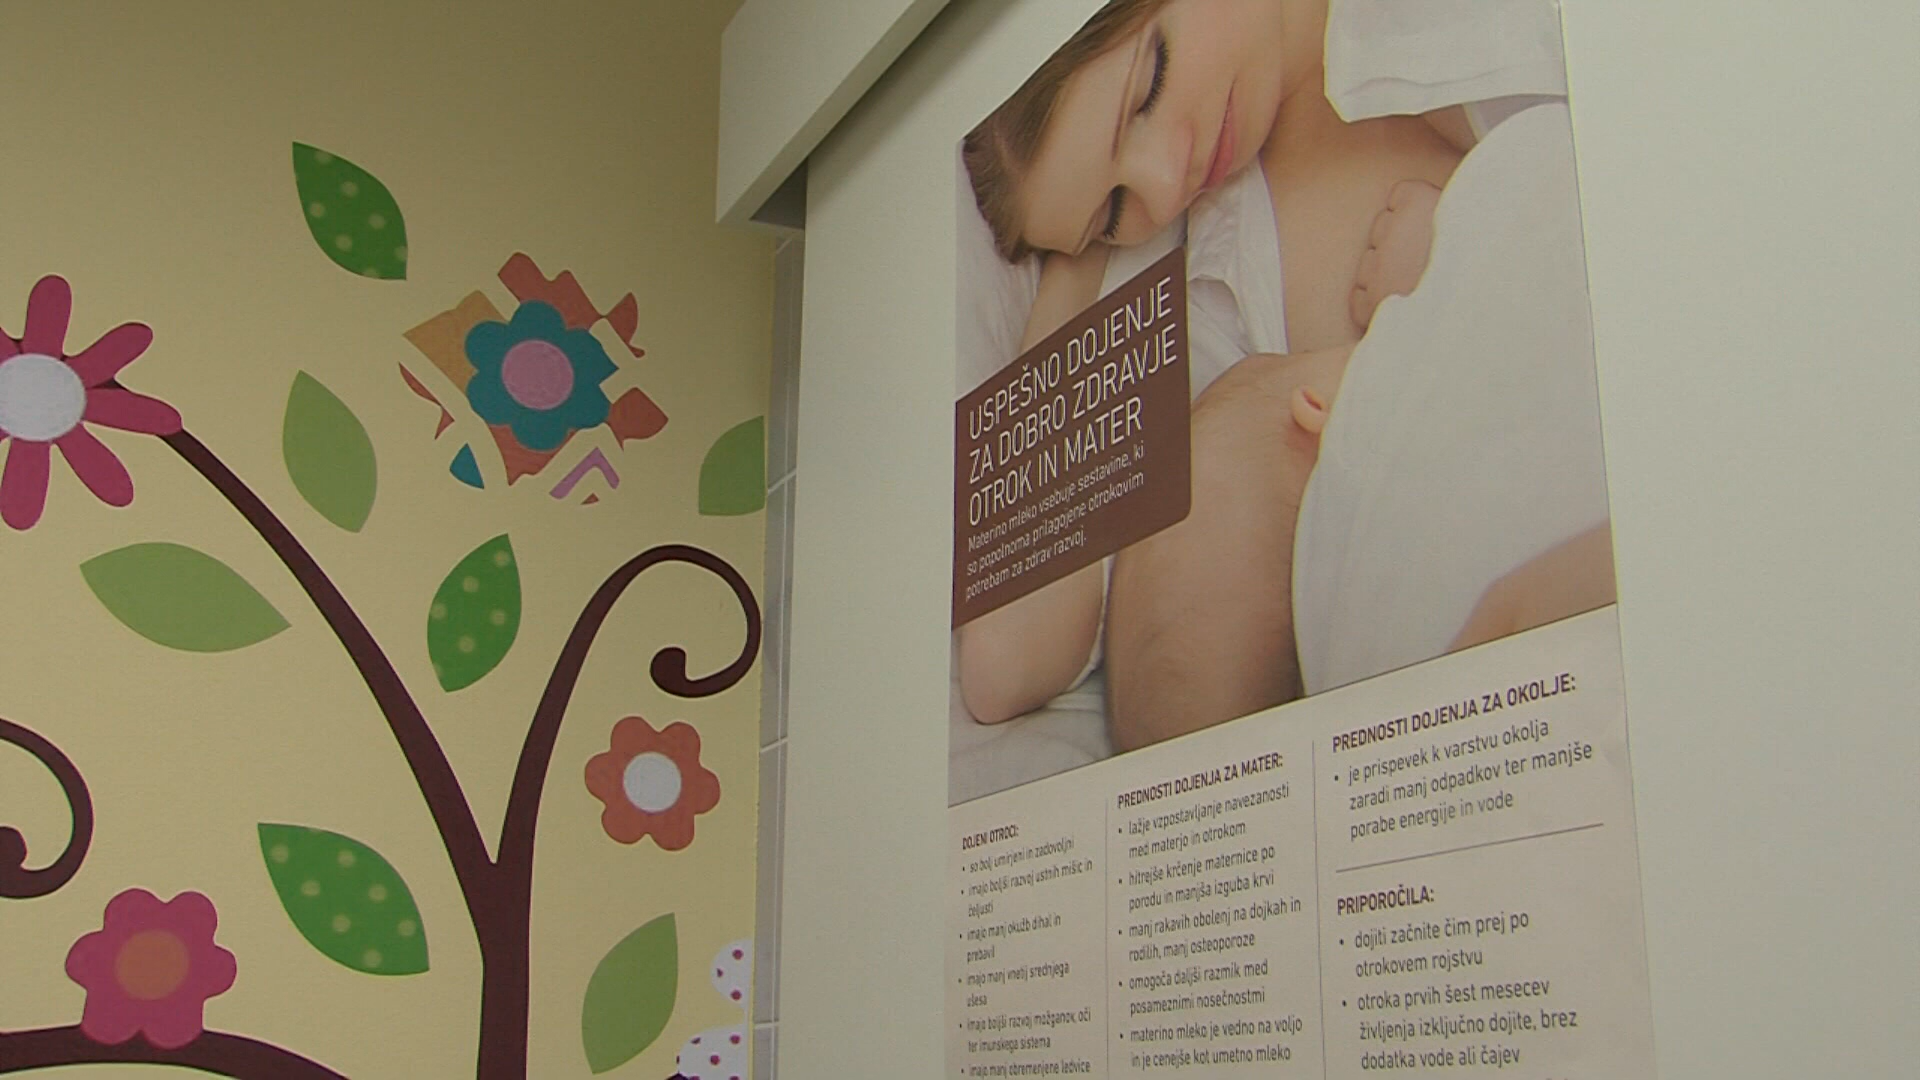 USPEŠNO DOJENJE
ZA DOBRO ZDRAVJE
OTROK IN MATER
Materino mleko vsebuje sestavine, ki
so popolnoma prilagojene otrokovim
potrebam za zdrav razvoj.
DOJENI OTROCI:
• so bolj umirjeni in zadovoljni
• imajo boljši razvoj ustnih mišic in
čeljusti
• imajo manj okužb dihal in
prebavil
• imajo manj vnetij srednjega
ušesa
• imajo boljši razvoj možganov, oči
ter imunskega sistema
• imajo manj obremenjene ledvice
PREDNOSTI DOJENJA ZA MATER:
• lažje vzpostavljanje navezanosti
med materjo in otrokom
• hitrejše krčenje maternice po
porodu in manjša izguba krvi
• manj rakavih obolenj na dojkah in
rodilih, manj osteoporoze
• omogoča daljši razmik med
posameznimi nosečnostmi
• materino mleko je vedno na voljo
in je cenejše kot umetno mleko
PREDNOSTI DOJENJA ZA OKOLJE:
• je prispevek k varstvu okolja
zaradi manj odpadkov ter manjše
porabe energije in vode
PRIPOROČILA:
• dojiti začnite čim prej po
otrokovem rojstvu
• otroka prvih šest mesecev
življenja izključno dojite, brez
dodatka vode ali čajev